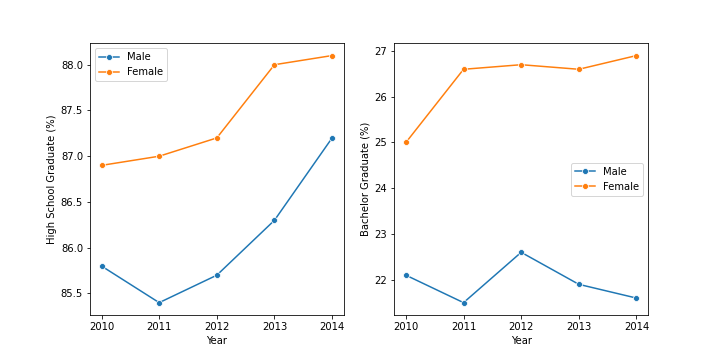 High School Graduate (%)
88.0
87.5
87.0
86.5
86.0
85.5
Male
Female
2010 2011 2012 2013 2014
Year
Bachelor Graduate (%)
27
26
25
24
23
22
Male
Female
2010 2011 2012 2013 2014
Year